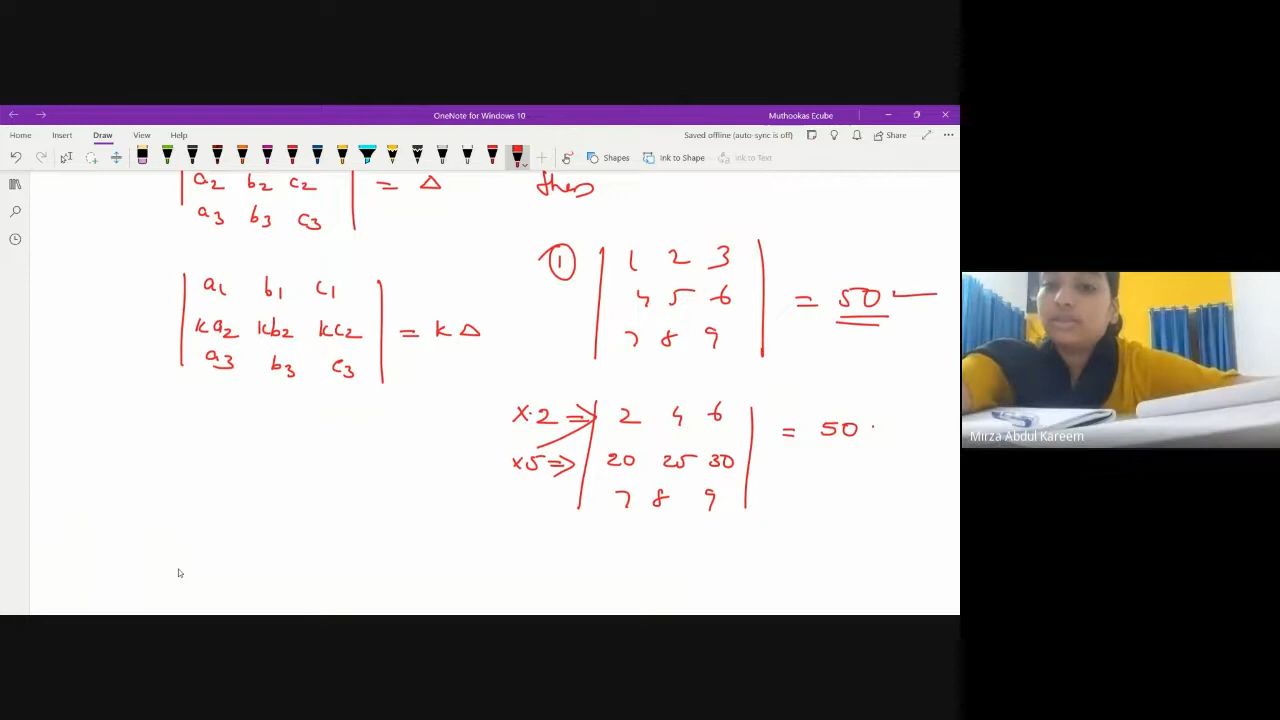 OneNote for Windows 10
Muthookas Ecube
Home Insert Draw View Help
Saved offline (auto-sync is off)
Share
Shapes
Ink to Shape
Ink to Text
a2 b2 c2 = Δ
a3 b3 c3
a1 b1 c1
ka2 kb2 kc2 = k Δ
a3 b3 c3
1
1 2 3
4 5 6 = 50
7 8 9
x.2 ⇒ 2 4 6
= 50 .
x5 ⇒ 20 25 30
7 8 9
Mirza Abdul Kareem